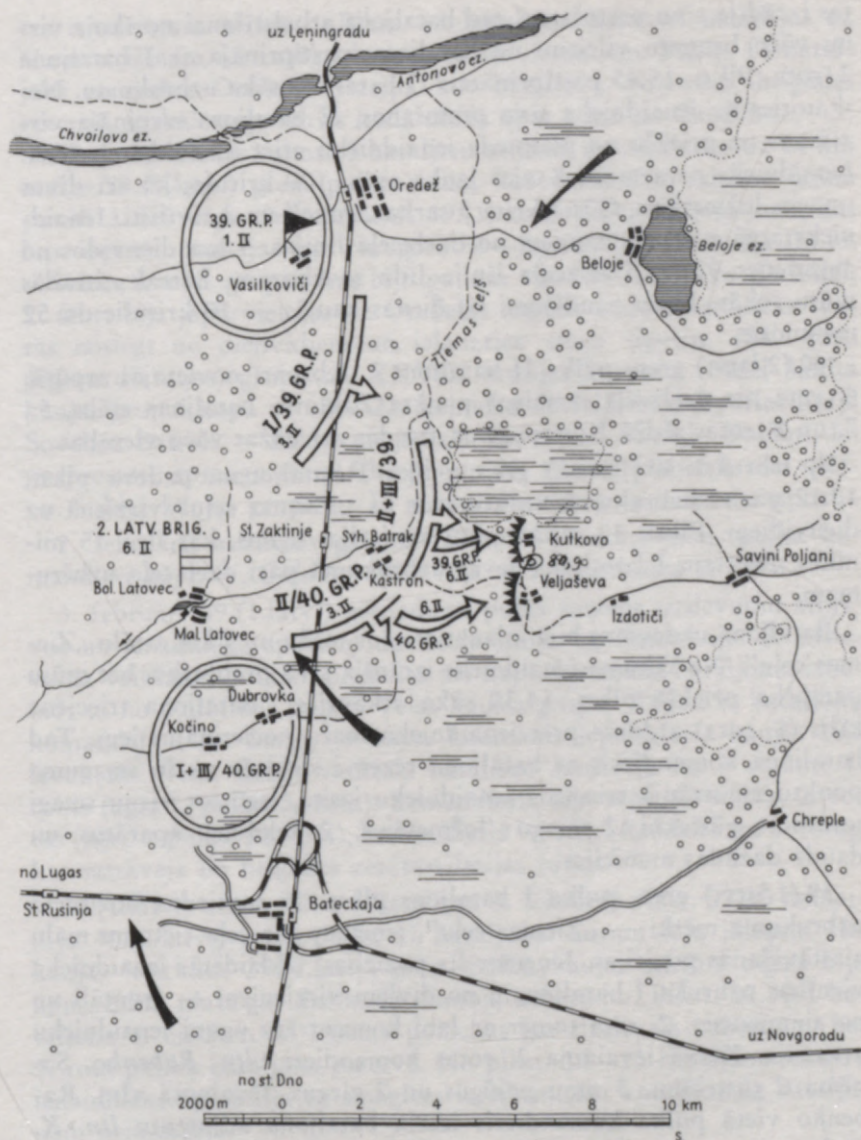 uz Ļeningradu
Antonovo ez.
Chvoilovo ez.
Oredež
39. GR.P.
1. II
Vasilkoviči
Beloje
Beloje ez.
Ziemas ceļš
I/39. GR.P.
3. II
II+III/39.
2. LATV. BRIG.
6. II
St. Zaktinje
Svh. Batrak
Kastron
39. GR.P.
6. II
Kutkovo
Veljaševa
Savini Poljani
Izdotiči
Bol. Latovec
Mal. Latovec
II/40. GR.P.
3. II
6. II
40. GR.P.
Dubrovka
Kočino
I+III/40. GR.P.
Chreple
no Lugas
St Rusinja
Bateckaja
uz Novgorodu
no st. Dno
2000 m 0 2 4 6 8 10 km